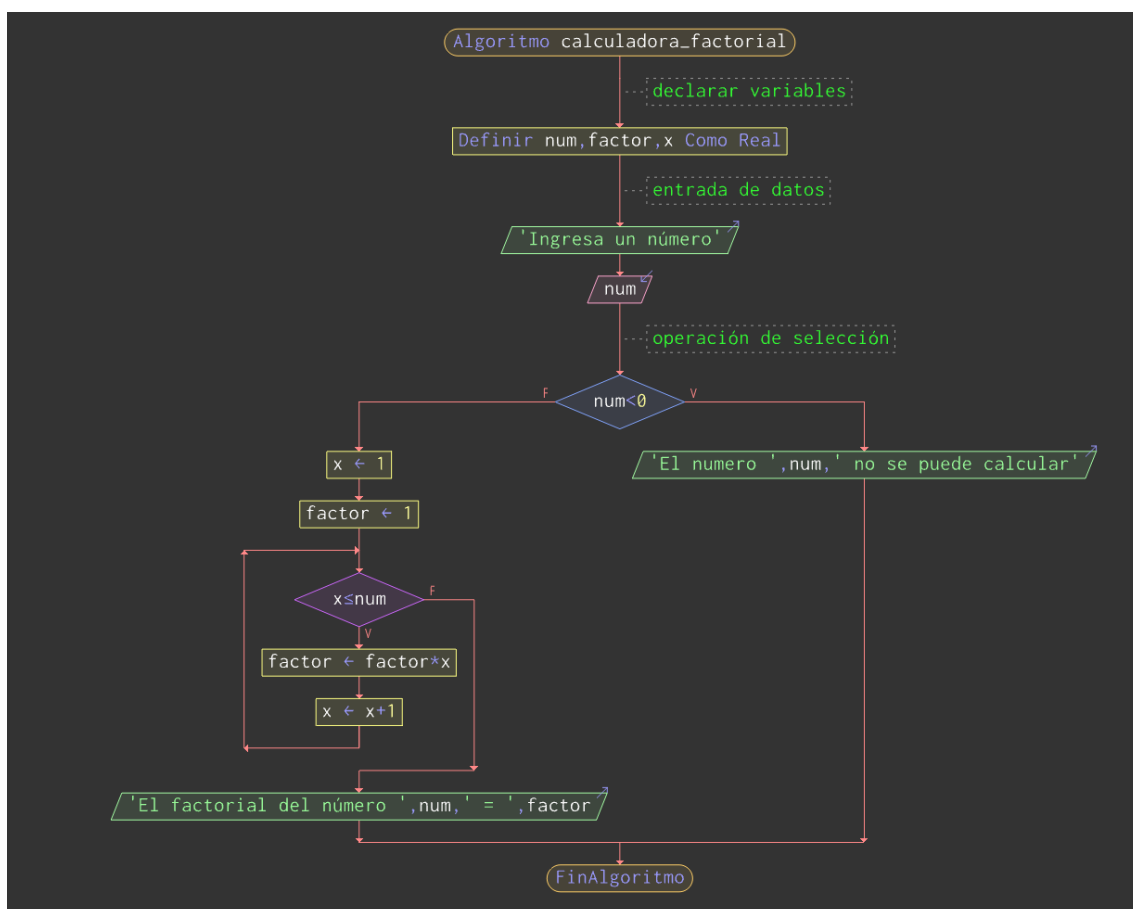 Algoritmo calculadora_factorial
declarar variables
Definir num,factor,x Como Real
entrada de datos
'Ingresa un número'
num
operación de selección
F
num<0
V
x ← 1
'El numero ',num,' no se puede calcular'
factor ← 1
x≤num
F
V
factor ← factor*x
x ← x+1
'El factorial del número ',num,' = ',factor
FinAlgoritmo